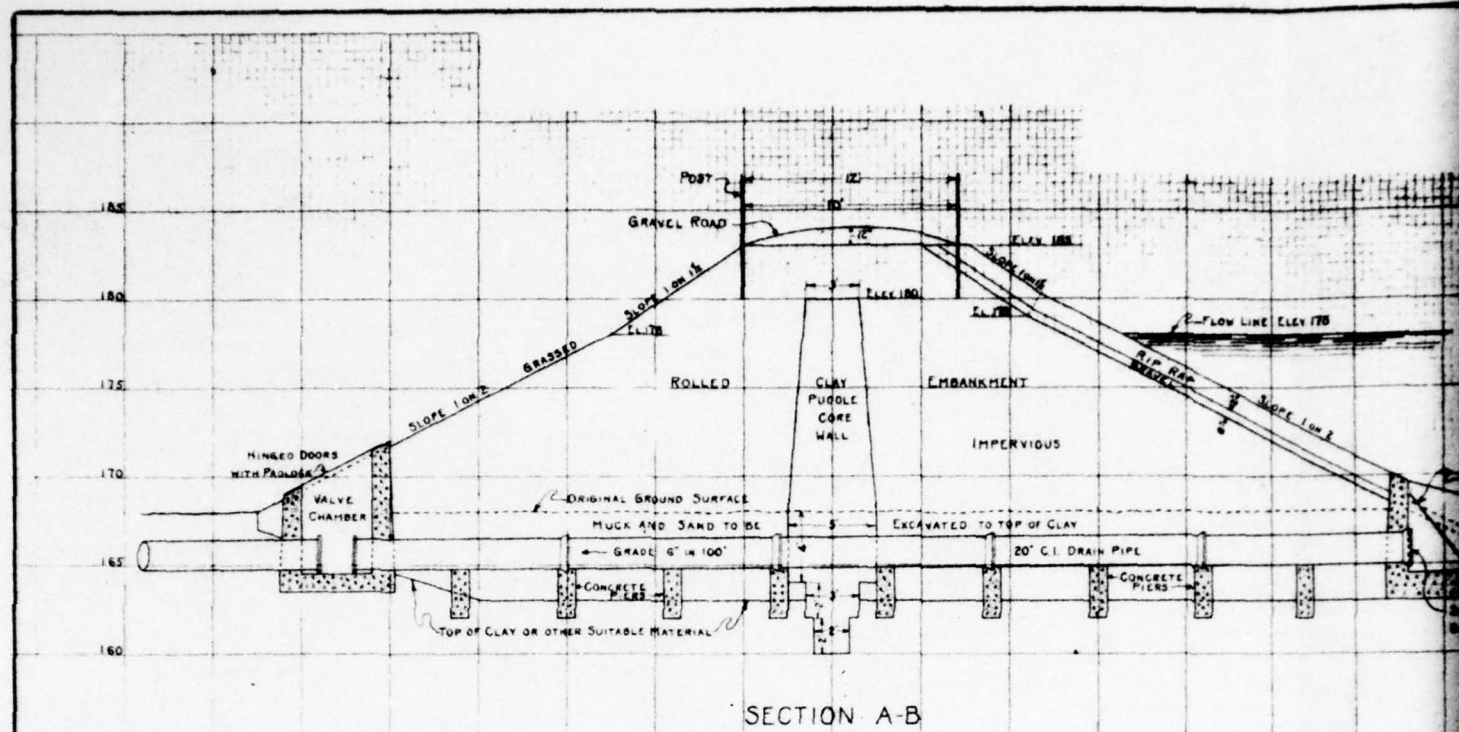 POST
12'
10'
185
GRAVEL ROAD
12"
ELEV. 183
SLOPE 1 ON 1½
SLOPE 1 ON 1½
180
3'
ELEV 180
EL. 178
FLOW LINE ELEV 178
GRASSED
RIP RAP
GRAVEL
175
ROLLED
CLAY
PUDDLE
CORE
WALL
EMBANKMENT
SLOPE 1 ON 2
SLOPE 1 ON 2
IMPERVIOUS
HINGED DOORS
WITH PADLOCK
170
VALVE
CHAMBER
ORIGINAL GROUND SURFACE
MUCK AND SAND TO BE
5'
EXCAVATED TO TOP OF CLAY
GRADE 6" IN 100'
20" C.I. DRAIN PIPE
165
CONCRETE
PIERS
3'
CONCRETE
PIERS
2'
2'
2'
TOP OF CLAY OR OTHER SUITABLE MATERIAL
160
SECTION A-B